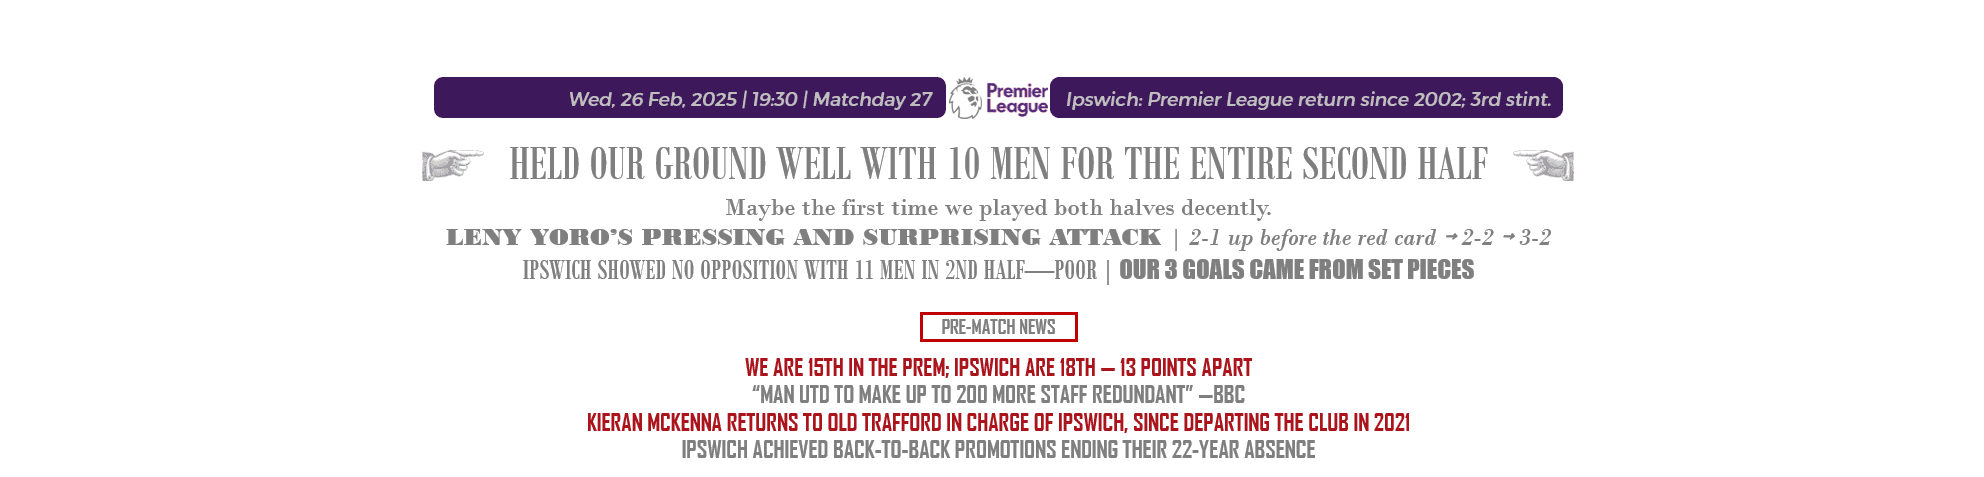 Wed, 26 Feb, 2025 | 19:30 | Matchday 27
Premier
League
Ipswich: Premier League return since 2002; 3rd stint.
HELD OUR GROUND WELL WITH 10 MEN FOR THE ENTIRE SECOND HALF
Maybe the first time we played both halves decently.
LENY YORO’S PRESSING AND SURPRISING ATTACK | 2-1 up before the red card → 2-2 → 3-2
IPSWICH SHOWED NO OPPOSITION WITH 11 MEN IN 2ND HALF—POOR | OUR 3 GOALS CAME FROM SET PIECES
PRE-MATCH NEWS
WE ARE 15TH IN THE PREM; IPSWICH ARE 18TH – 13 POINTS APART
“MAN UTD TO MAKE UP TO 200 MORE STAFF REDUNDANT” –BBC
KIERAN MCKENNA RETURNS TO OLD TRAFFORD IN CHARGE OF IPSWICH, SINCE DEPARTING THE CLUB IN 2021
IPSWICH ACHIEVED BACK-TO-BACK PROMOTIONS ENDING THEIR 22-YEAR ABSENCE